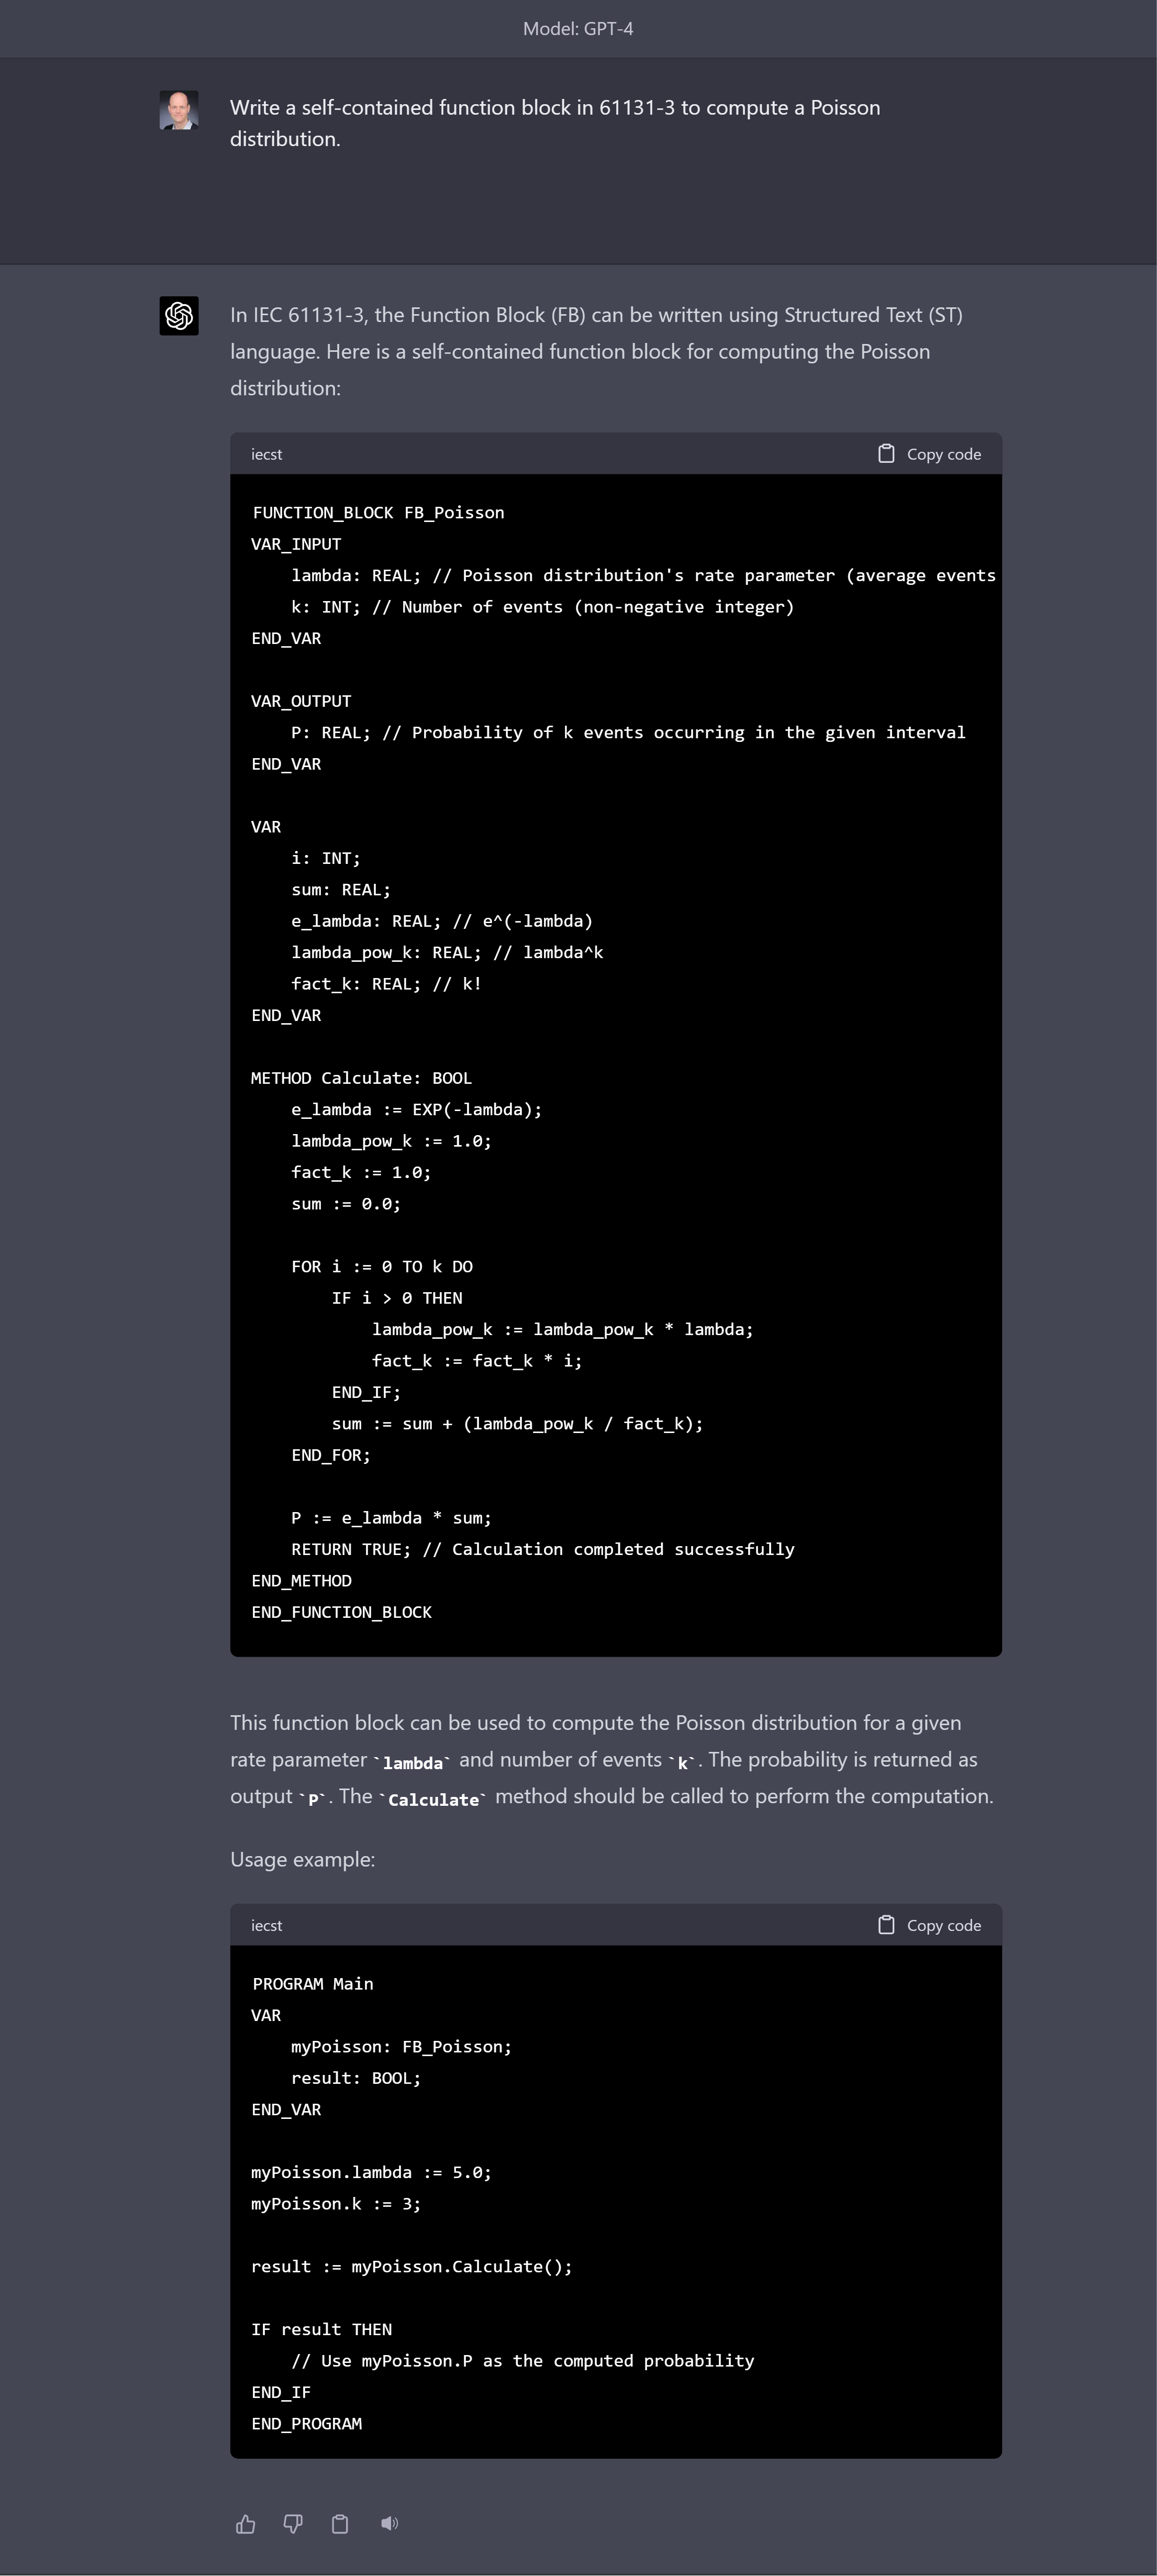 Model: GPT-4
Write a self-contained function block in 61131-3 to compute a Poisson
distribution.
In IEC 61131-3, the Function Block (FB) can be written using Structured Text (ST)
language. Here is a self-contained function block for computing the Poisson
distribution:
iecst
Copy code
FUNCTION_BLOCK FB_Poisson
VAR_INPUT
    lambda: REAL; // Poisson distribution's rate parameter (average events
    k: INT; // Number of events (non-negative integer)
END_VAR
VAR_OUTPUT
    P: REAL; // Probability of k events occurring in the given interval
END_VAR
VAR
    i: INT;
    sum: REAL;
    e_lambda: REAL; // e^(-lambda)
    lambda_pow_k: REAL; // lambda^k
    fact_k: REAL; // k!
END_VAR
METHOD Calculate: BOOL
    e_lambda := EXP(-lambda);
    lambda_pow_k := 1.0;
    fact_k := 1.0;
    sum := 0.0;
    FOR i := 0 TO k DO
        IF i > 0 THEN
            lambda_pow_k := lambda_pow_k * lambda;
            fact_k := fact_k * i;
        END_IF;
        sum := sum + (lambda_pow_k / fact_k);
    END_FOR;
    P := e_lambda * sum;
    RETURN TRUE; // Calculation completed successfully
END_METHOD
END_FUNCTION_BLOCK
This function block can be used to compute the Poisson distribution for a given
rate parameter `lambda` and number of events `k`. The probability is returned as
output `P`. The `Calculate` method should be called to perform the computation.
Usage example:
iecst
Copy code
PROGRAM Main
VAR
    myPoisson: FB_Poisson;
    result: BOOL;
END_VAR
myPoisson.lambda := 5.0;
myPoisson.k := 3;
result := myPoisson.Calculate();
IF result THEN
    // Use myPoisson.P as the computed probability
END_IF
END_PROGRAM